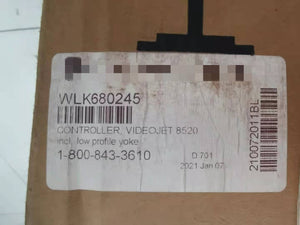 WLK680245
CONTROLLER, VIDEOJET 8520
incl. low profile yoke
1-800-843-3610
D.701
2021 Jan 07
210072011BL